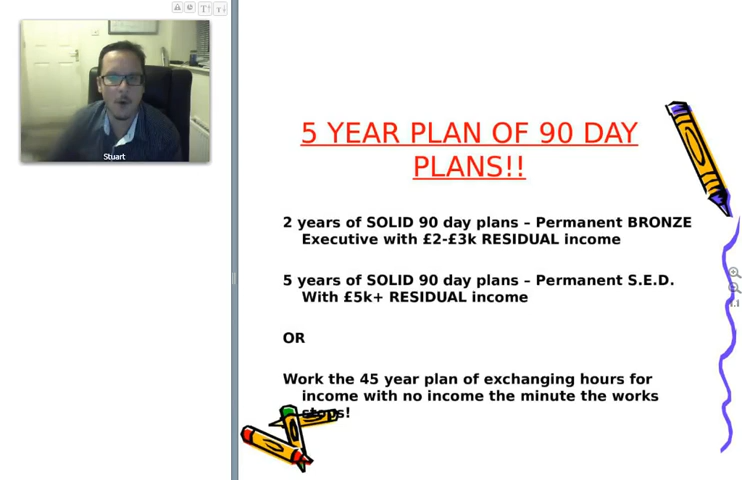 Stuart
5 YEAR PLAN OF 90 DAY
PLANS!!
2 years of SOLID 90 day plans – Permanent BRONZE
Executive with £2-£3k RESIDUAL income
5 years of SOLID 90 day plans – Permanent S.E.D.
With £5k+ RESIDUAL income
OR
Work the 45 year plan of exchanging hours for
income with no income the minute the works
stops!